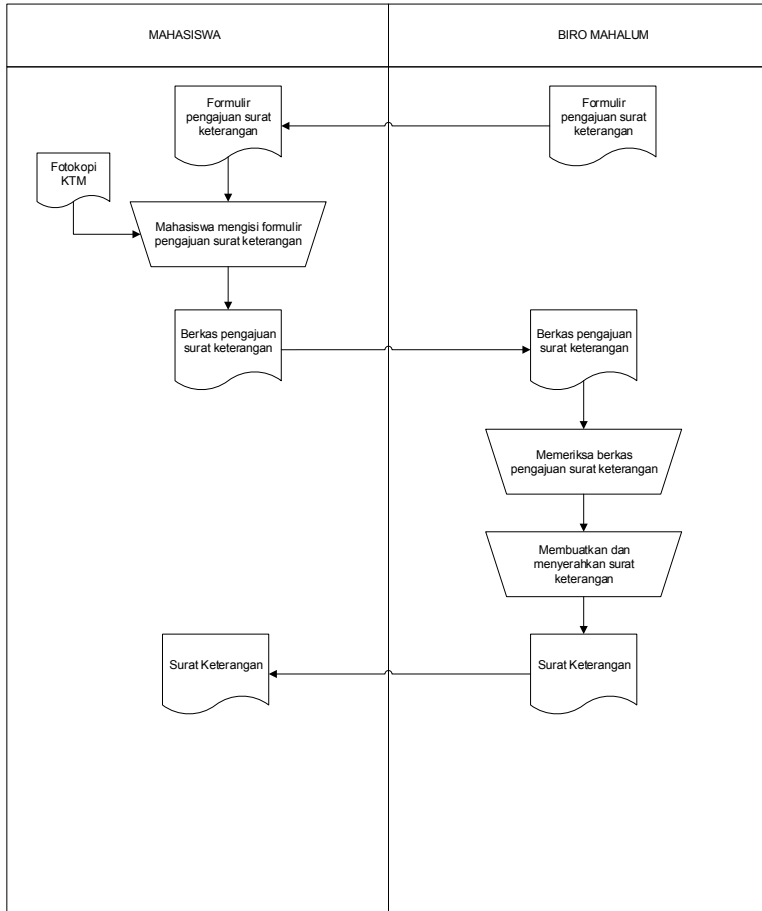 MAHASISWA
BIRO MAHALUM
Formulir
pengajuan surat
keterangan
Formulir
pengajuan surat
keterangan
Fotokopi
KTM
Mahasiswa mengisi formulir
pengajuan surat keterangan
Berkas pengajuan
surat keterangan
Berkas pengajuan
surat keterangan
Memeriksa berkas
pengajuan surat keterangan
Membuatkan dan
menyerahkan surat
keterangan
Surat Keterangan
Surat Keterangan